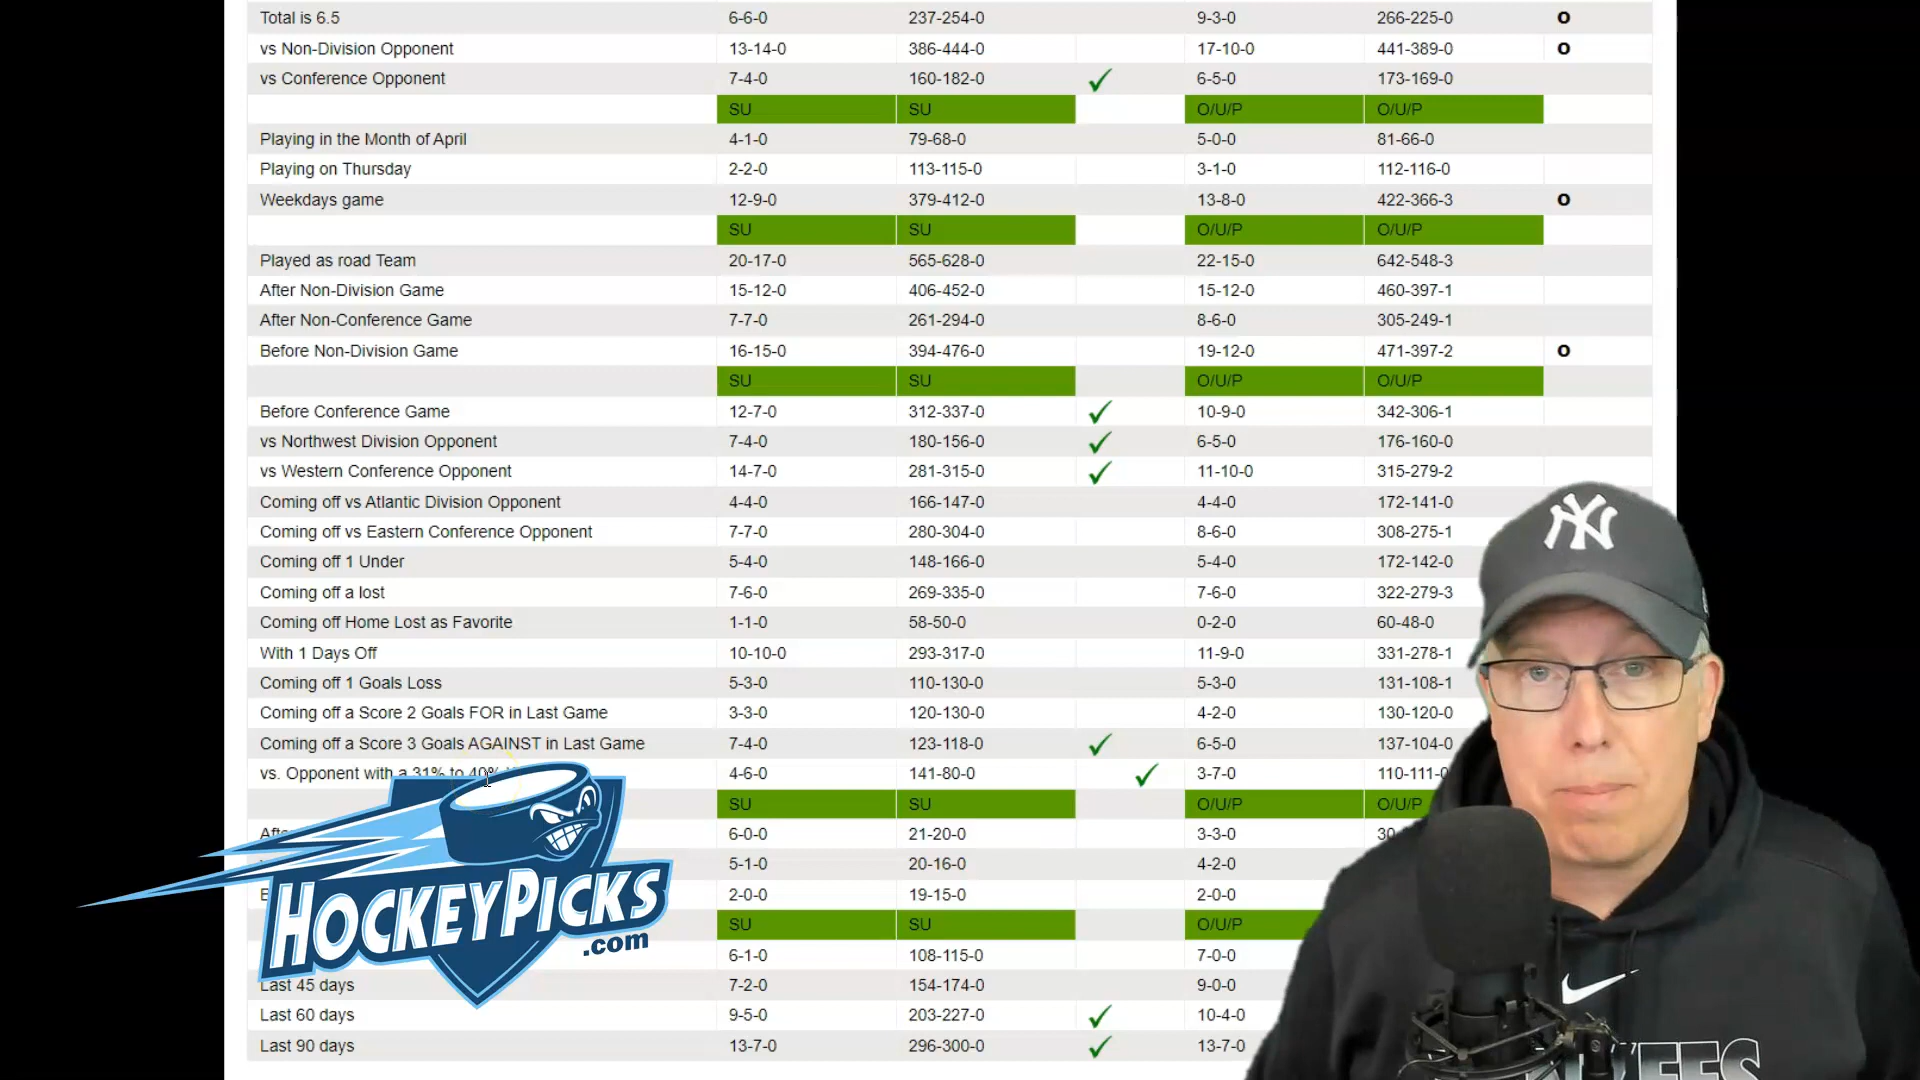 Total is 6.5 6-6-0 237-254-0 9-3-0 266-225-0 O
vs Non-Division Opponent 13-14-0 386-444-0 17-10-0 441-389-0 O
vs Conference Opponent 7-4-0 160-182-0 ✓ 6-5-0 173-169-0
SU SU O/U/P O/U/P
Playing in the Month of April 4-1-0 79-68-0 5-0-0 81-66-0
Playing on Thursday 2-2-0 113-115-0 3-1-0 112-116-0
Weekdays game 12-9-0 379-412-0 13-8-0 422-366-3 O
SU SU O/U/P O/U/P
Played as road Team 20-17-0 565-628-0 22-15-0 642-548-3
After Non-Division Game 15-12-0 406-452-0 15-12-0 460-397-1
After Non-Conference Game 7-7-0 261-294-0 8-6-0 305-249-1
Before Non-Division Game 16-15-0 394-476-0 19-12-0 471-397-2 O
SU SU O/U/P O/U/P
Before Conference Game 12-7-0 312-337-0 ✓ 10-9-0 342-306-1
vs Northwest Division Opponent 7-4-0 180-156-0 ✓ 6-5-0 176-160-0
vs Western Conference Opponent 14-7-0 281-315-0 ✓ 11-10-0 315-279-2
Coming off vs Atlantic Division Opponent 4-4-0 166-147-0 4-4-0 172-141-0
Coming off vs Eastern Conference Opponent 7-7-0 280-304-0 8-6-0 308-275-1
Coming off 1 Under 5-4-0 148-166-0 5-4-0 172-142-0
Coming off a lost 7-6-0 269-335-0 7-6-0 322-279-3
Coming off Home Lost as Favorite 1-1-0 58-50-0 0-2-0 60-48-0
With 1 Days Off 10-10-0 293-317-0 11-9-0 331-278-1
Coming off 1 Goals Loss 5-3-0 110-130-0 5-3-0 131-108-1
Coming off a Score 2 Goals FOR in Last Game 3-3-0 120-130-0 4-2-0 130-120-0
Coming off a Score 3 Goals AGAINST in Last Game 7-4-0 123-118-0 ✓ 6-5-0 137-104-0
vs. Opponent with a 31% to 40% 4-6-0 141-80-0 ✓ 3-7-0 110-111-0
SU SU O/U/P O/U/P
6-0-0 21-20-0 3-3-0 30
5-1-0 20-16-0 4-2-0
2-0-0 19-15-0 2-0-0
SU SU O/U/P
6-1-0 108-115-0 7-0-0
Last 45 days 7-2-0 154-174-0 9-0-0
Last 60 days 9-5-0 203-227-0 ✓ 10-4-0
Last 90 days 13-7-0 296-300-0 ✓ 13-7-0
HOCKEYPICKS
.com
NY